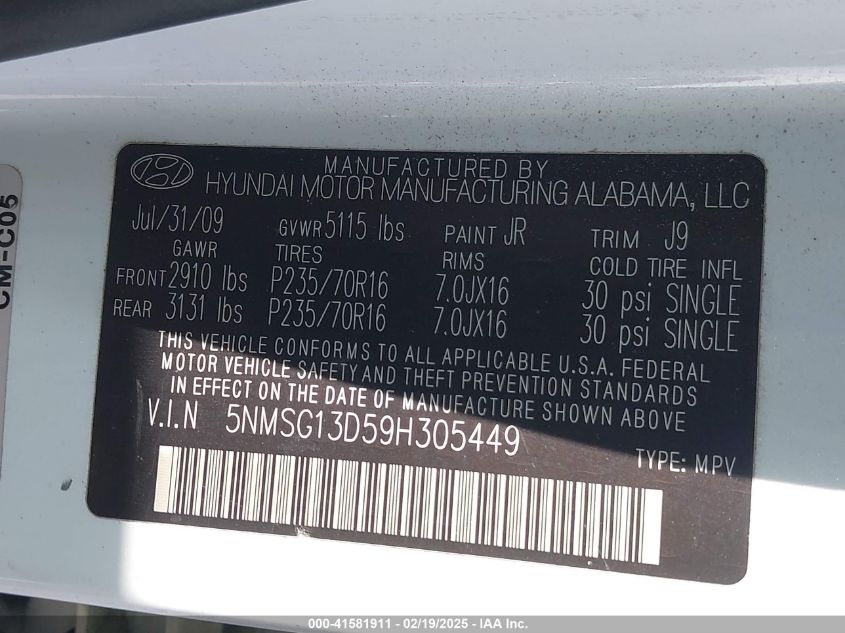 MANUFACTURED BY
HYUNDAI MOTOR MANUFACTURING ALABAMA, LLC
Jul/31/09 GVWR 5115 lbs PAINT JR TRIM J9
GAWR TIRES RIMS COLD TIRE INFL
FRONT 2910 lbs P235/70R16 7.0JX16 30 psi SINGLE
REAR 3131 lbs P235/70R16 7.0JX16 30 psi SINGLE
THIS VEHICLE CONFORMS TO ALL APPLICABLE U.S.A. FEDERAL
MOTOR VEHICLE SAFETY AND THEFT PREVENTION STANDARDS
IN EFFECT ON THE DATE OF MANUFACTURE SHOWN ABOVE
V.I.N 5NMSG13D59H305449
TYPE: MPV
CM-C05
000-41581911 - 02/19/2025 - IAA Inc.